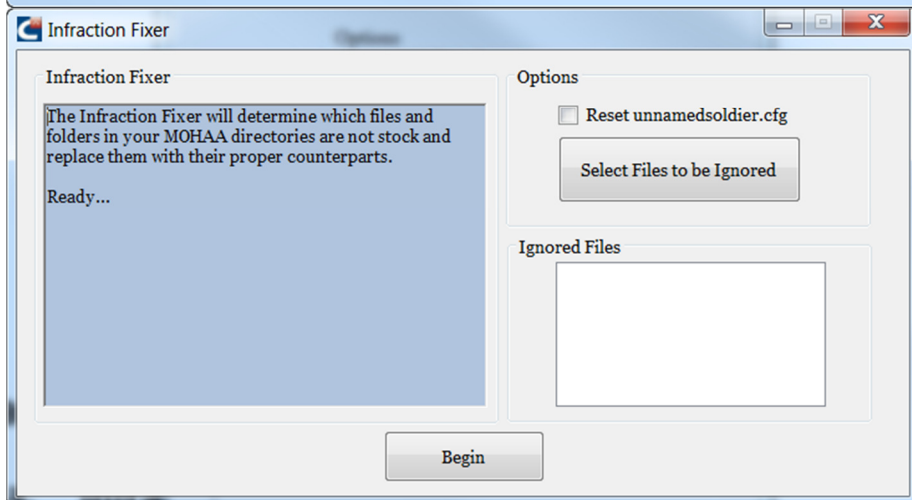 Infraction Fixer
Options
Infraction Fixer
The Infraction Fixer will determine which files and
folders in your MOHAA directories are not stock and
replace them with their proper counterparts.
Ready...
Options
Reset unnamedsoldier.cfg
Select Files to be Ignored
Ignored Files
Begin